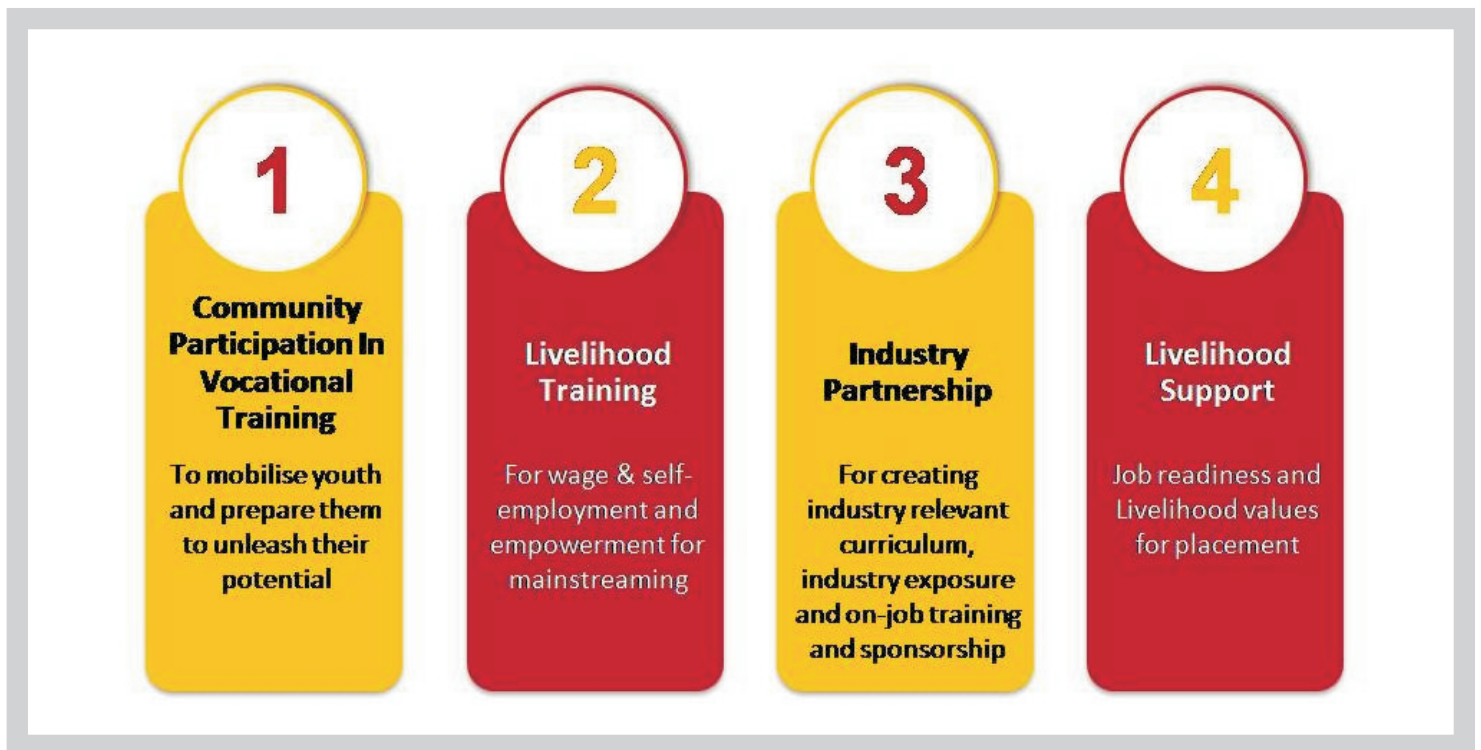 1
Community
Participation In
Vocational
Training
To mobilise youth
and prepare them
to unleash their
potential
2
Livelihood
Training
For wage & self-
employment and
empowerment for
mainstreaming
3
Industry
Partnership
For creating
industry relevant
curriculum,
industry exposure
and on-job training
and sponsorship
4
Livelihood
Support
Job readiness and
Livelihood values
for placement